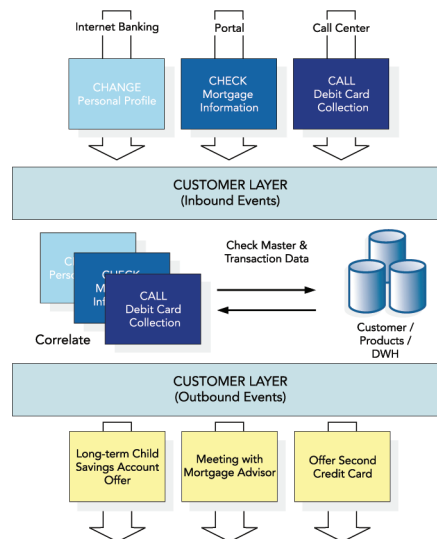 Internet Banking
Portal
Call Center
CHANGE
Personal Profile
CHECK
Mortgage
Information
CALL
Debit Card
Collection
CUSTOMER LAYER
(Inbound Events)
CHECK
CALL
Debit Card
Collection
Correlate
Check Master &
Transaction Data
Customer /
Products /
DWH
CUSTOMER LAYER
(Outbound Events)
Long-term Child
Savings Account
Offer
Meeting with
Mortgage Advisor
Offer Second
Credit Card